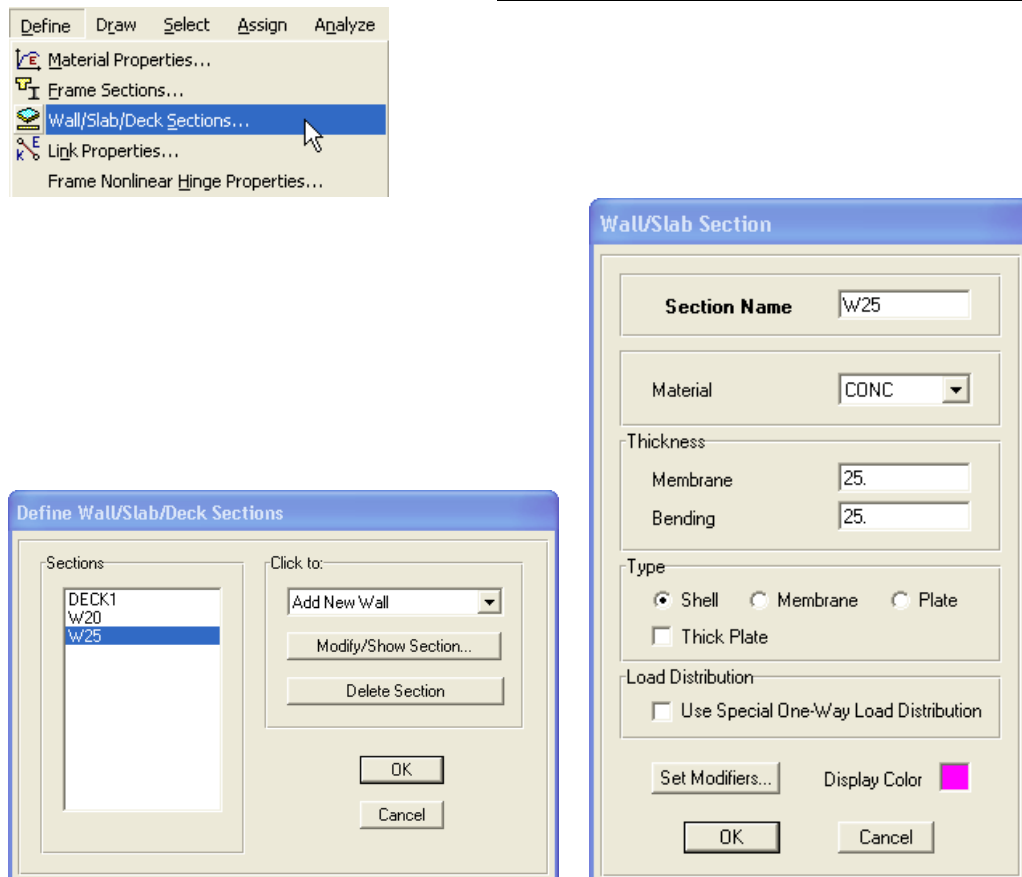 Define Draw Select Assign Analyze
Material Properties...
Frame Sections...
Wall/Slab/Deck Sections...
Link Properties...
Frame Nonlinear Hinge Properties...
Wall/Slab Section
Section Name W25
Material CONC
Thickness
Membrane 25.
Bending 25.
Type
Shell Membrane Plate
Thick Plate
Load Distribution
Use Special One-Way Load Distribution
Set Modifiers... Display Color
OK Cancel
Define Wall/Slab/Deck Sections
Sections
DECK1
W20
W25
Click to:
Add New Wall
Modify/Show Section...
Delete Section
OK
Cancel